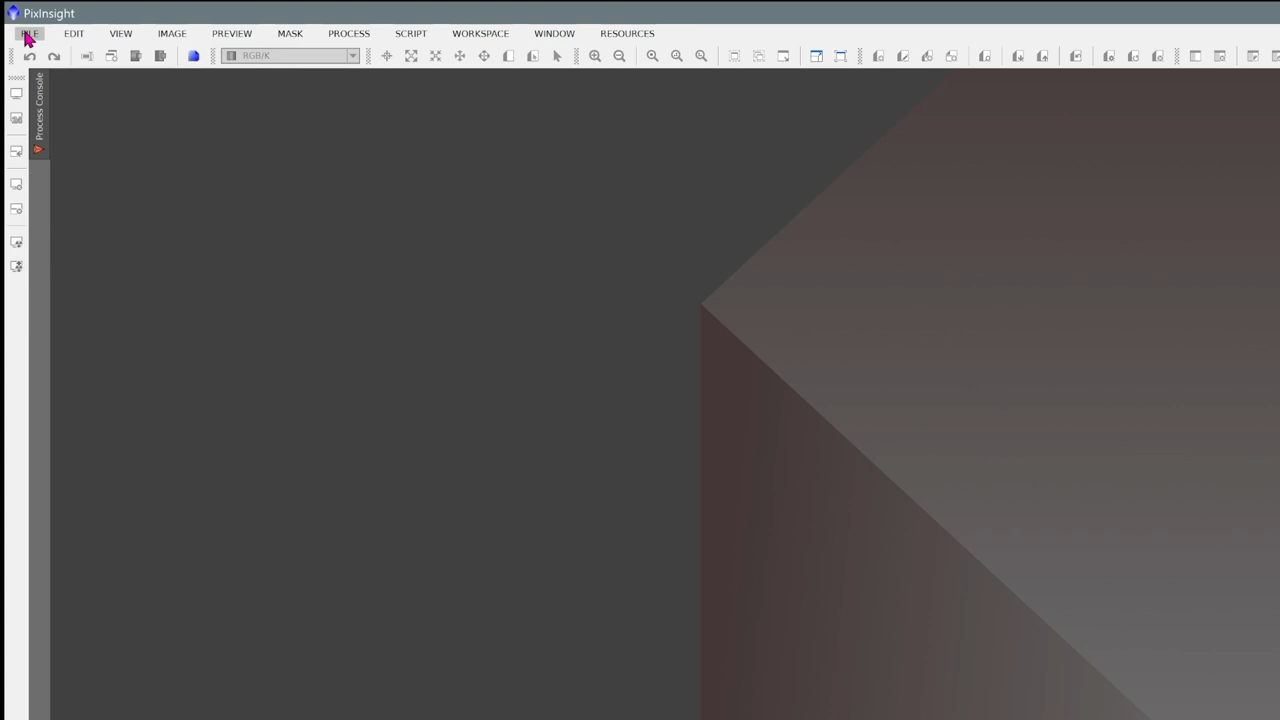 PixInsight
FILE EDIT VIEW IMAGE PREVIEW PROCESS MASK SCRIPT WORKSPACE WINDOW RESOURCES
RGB/K
Process Console